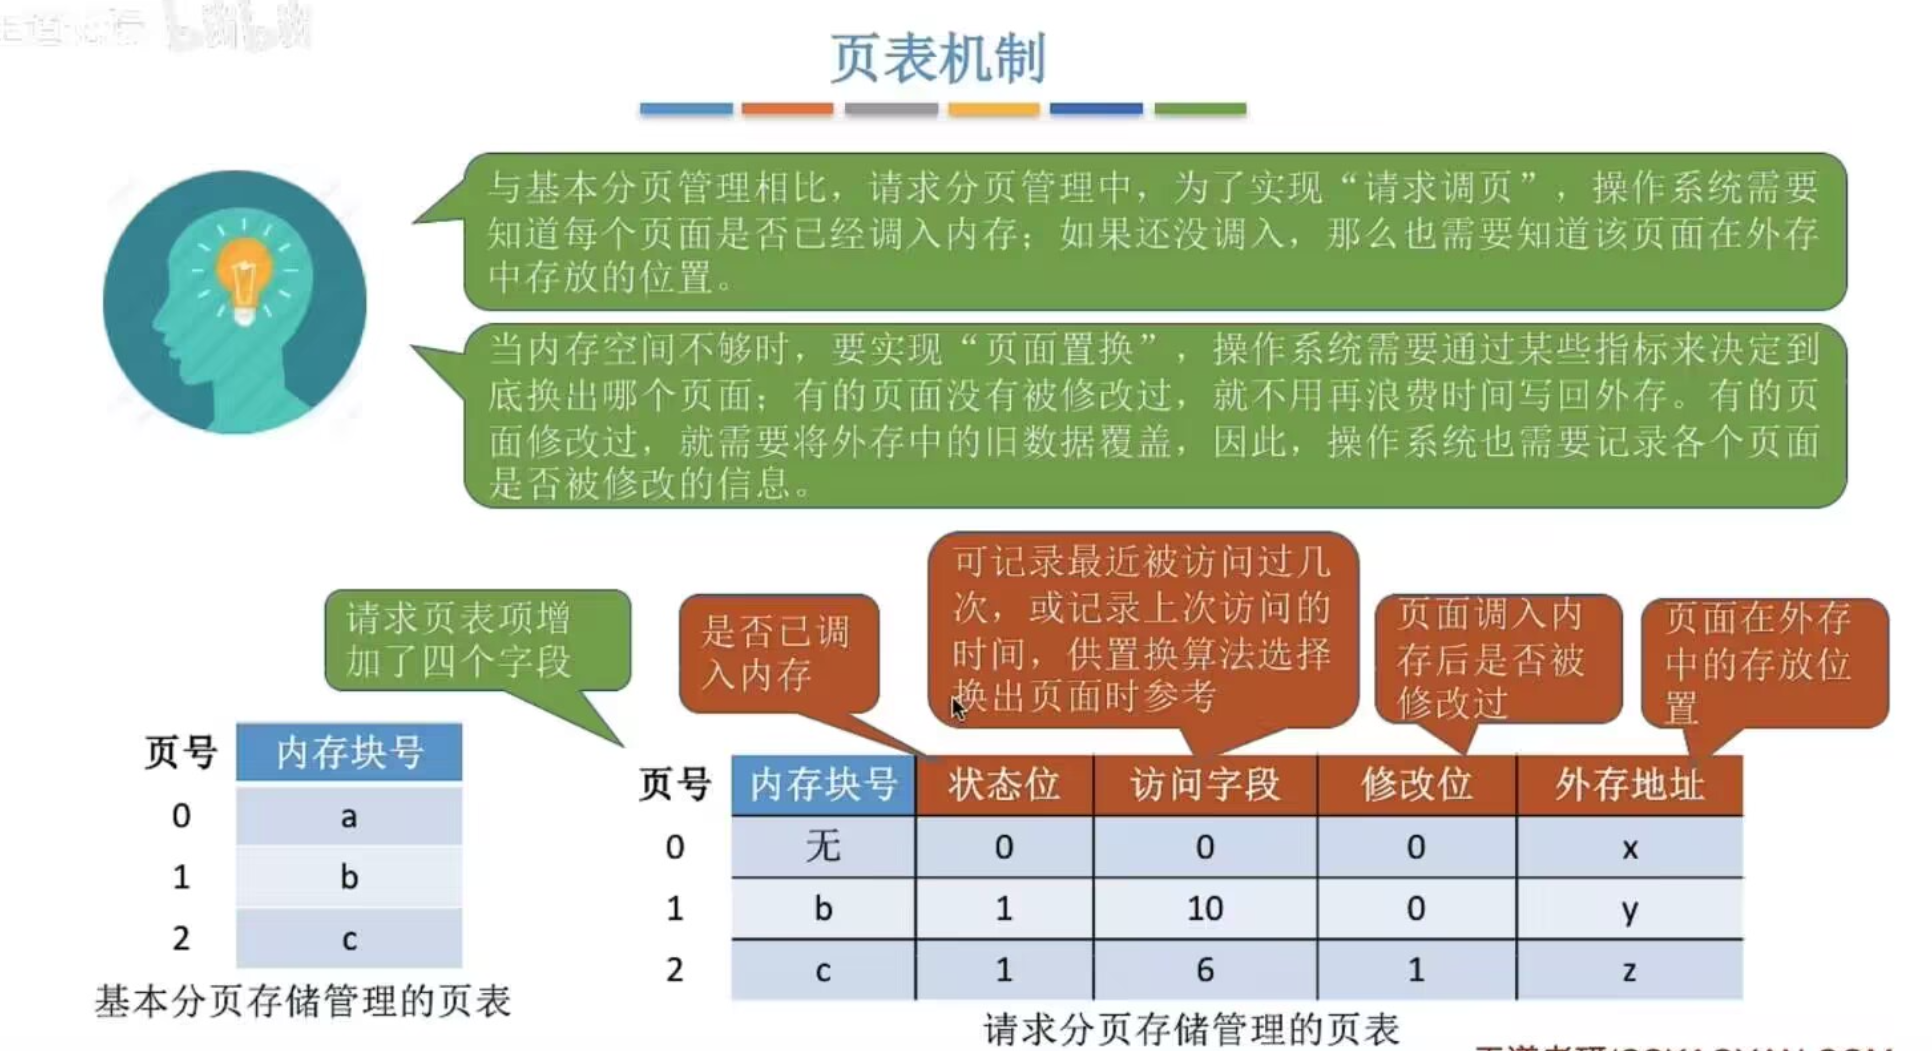 页表机制
与基本分页管理相比，请求分页管理中，为了实现“请求调页”，操作系统需要
知道每个页面是否已经调入内存；如果还没调入，那么也需要知道该页面在外存
中存放的位置。
当内存空间不够时，要实现“页面置换”，操作系统需要通过某些指标来决定到
底换出哪个页面；有的页面没有被修改过，就不用再浪费时间写回外存。有的页
面修改过，就需要将外存中的旧数据覆盖，因此，操作系统也需要记录各个页面
是否被修改的信息。
请求页表项增
加了四个字段
是否已调
入内存
可记录最近被访问过几
次，或记录上次访问的
时间，供置换算法选择
换出页面时参考
页面调入内
存后是否被
修改过
页面在外存
中的存放位
置
页号 内存块号
0 a
1 b
2 c
基本分页存储管理的页表
页号 内存块号 状态位 访问字段 修改位 外存地址
0 无 0 0 0 x
1 b 1 10 0 y
2 c 1 6 1 z
请求分页存储管理的页表